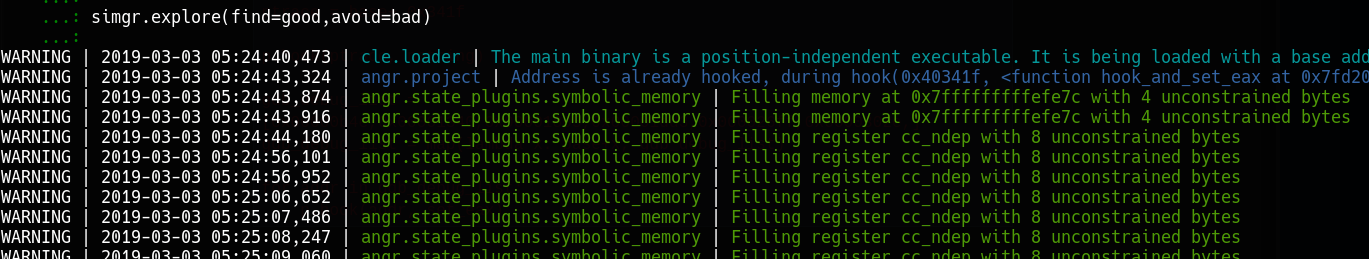 ...:
...: simgr.explore(find=good,avoid=bad)
...:
WARNING | 2019-03-03 05:24:40,473 | cle.loader | The main binary is a position-independent executable. It is being loaded with a base add
WARNING | 2019-03-03 05:24:43,324 | angr.project | Address is already hooked, during hook(0x40341f, <function hook_and_set_eax at 0x7fd20
WARNING | 2019-03-03 05:24:43,874 | angr.state_plugins.symbolic_memory | Filling memory at 0x7fffffffffefe7c with 4 unconstrained bytes
WARNING | 2019-03-03 05:24:43,916 | angr.state_plugins.symbolic_memory | Filling memory at 0x7fffffffffefe7c with 4 unconstrained bytes
WARNING | 2019-03-03 05:24:44,180 | angr.state_plugins.symbolic_memory | Filling register cc_ndep with 8 unconstrained bytes
WARNING | 2019-03-03 05:24:56,101 | angr.state_plugins.symbolic_memory | Filling register cc_ndep with 8 unconstrained bytes
WARNING | 2019-03-03 05:24:56,952 | angr.state_plugins.symbolic_memory | Filling register cc_ndep with 8 unconstrained bytes
WARNING | 2019-03-03 05:25:06,652 | angr.state_plugins.symbolic_memory | Filling register cc_ndep with 8 unconstrained bytes
WARNING | 2019-03-03 05:25:07,486 | angr.state_plugins.symbolic_memory | Filling register cc_ndep with 8 unconstrained bytes
WARNING | 2019-03-03 05:25:08,247 | angr.state_plugins.symbolic_memory | Filling register cc_ndep with 8 unconstrained bytes
WARNING | 2019-03-03 05:25:09,060 | angr.state_plugins.symbolic_memory | Filling register cc_ndep with 8 unconstrained bytes